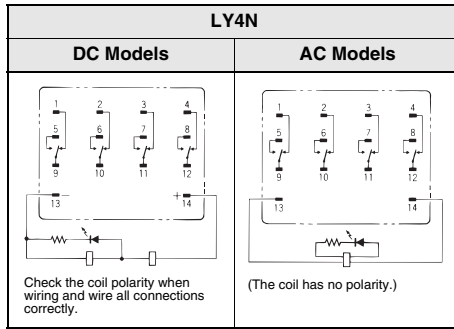 LY4N
DC Models
AC Models
1 2 3 4
5 6 7 8
9 10 11 12
13 − + 14
Check the coil polarity when
wiring and wire all connections
correctly.
1 2 3 4
5 6 7 8
9 10 11 12
13 14
(The coil has no polarity.)